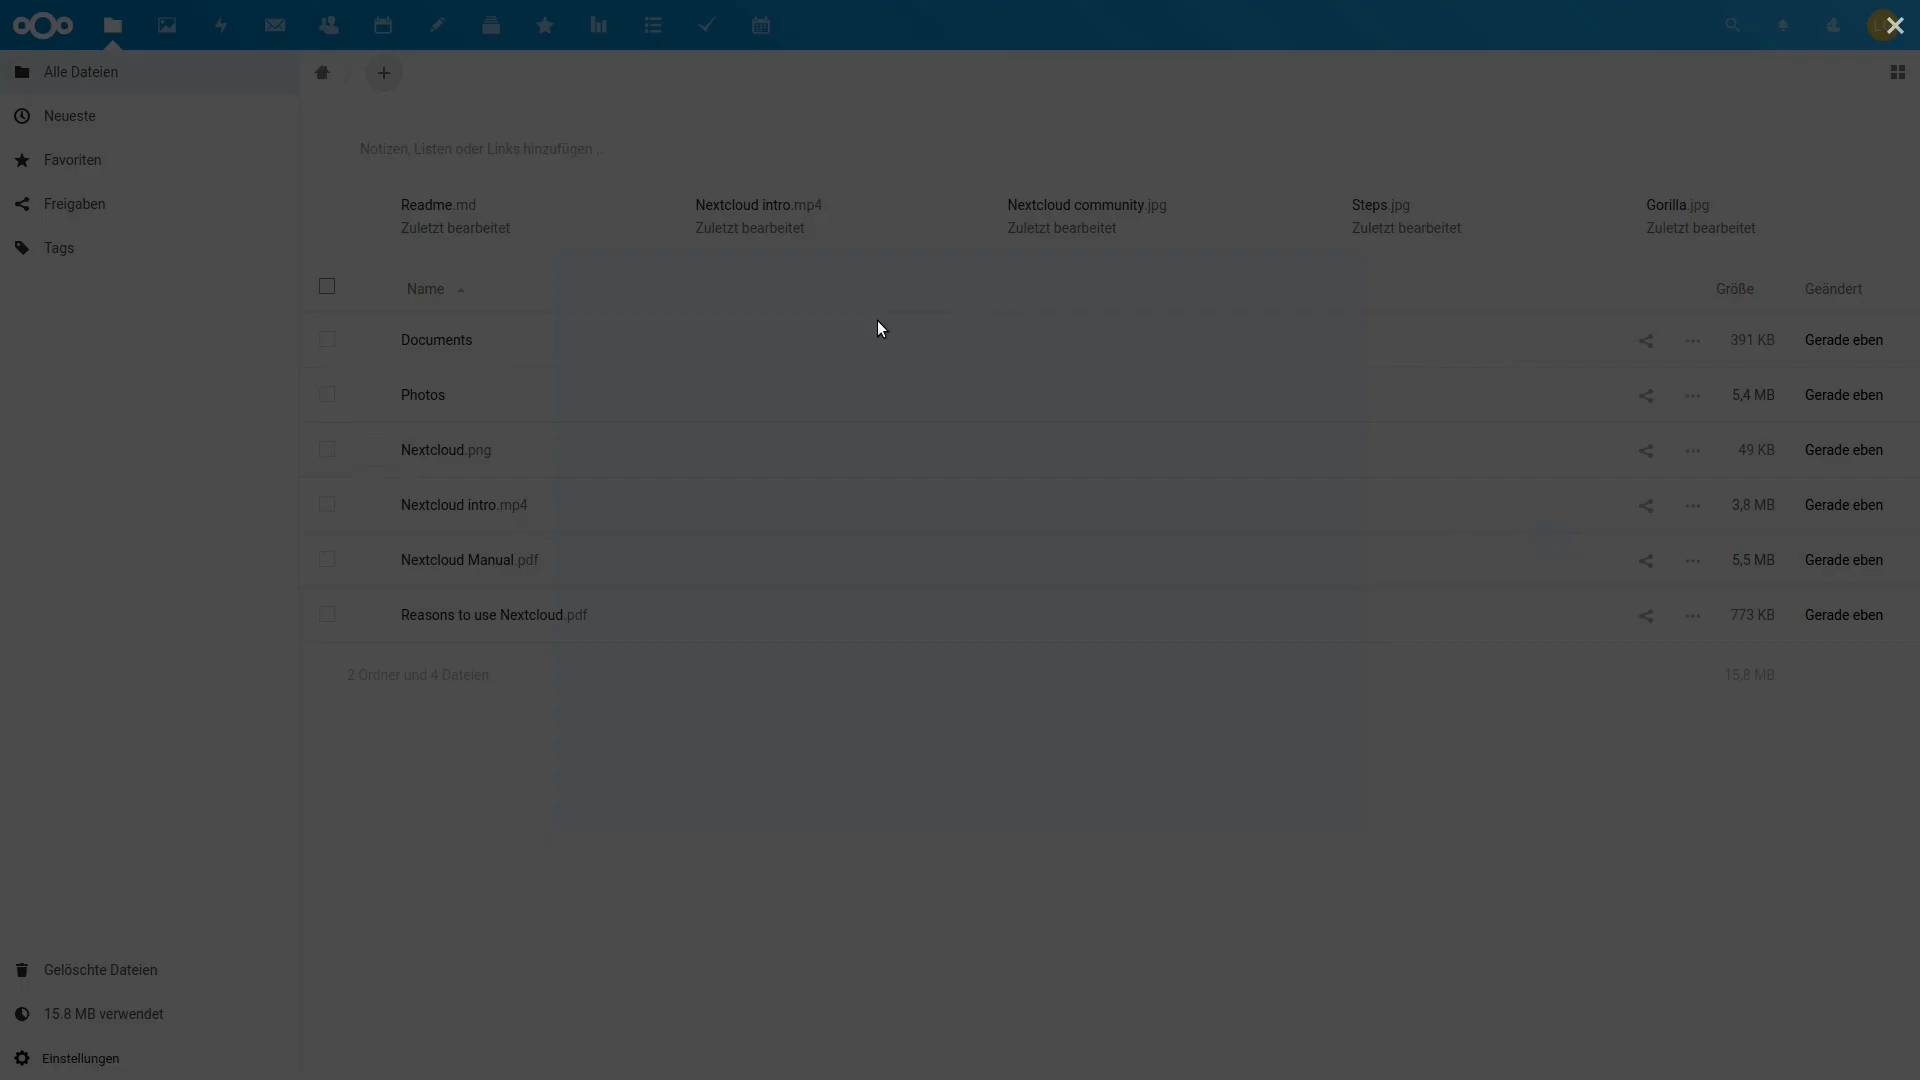 Alle Dateien
Neueste
Favoriten
Freigaben
Tags
Notizen, Listen oder Links hinzufügen ...
Readme.md
Zuletzt bearbeitet
Nextcloud intro.mp4
Zuletzt bearbeitet
Nextcloud community.jpg
Zuletzt bearbeitet
Steps.jpg
Zuletzt bearbeitet
Gorilla.jpg
Zuletzt bearbeitet
Name Größe Geändert
Documents 391 KB Gerade eben
Photos 5,4 MB Gerade eben
Nextcloud.png 49 KB Gerade eben
Nextcloud intro.mp4 3,8 MB Gerade eben
Nextcloud Manual.pdf 5,5 MB Gerade eben
Reasons to use Nextcloud.pdf 773 KB Gerade eben
2 Ordner und 4 Dateien 15,8 MB
Gelöschte Dateien
15.8 MB verwendet
Einstellungen